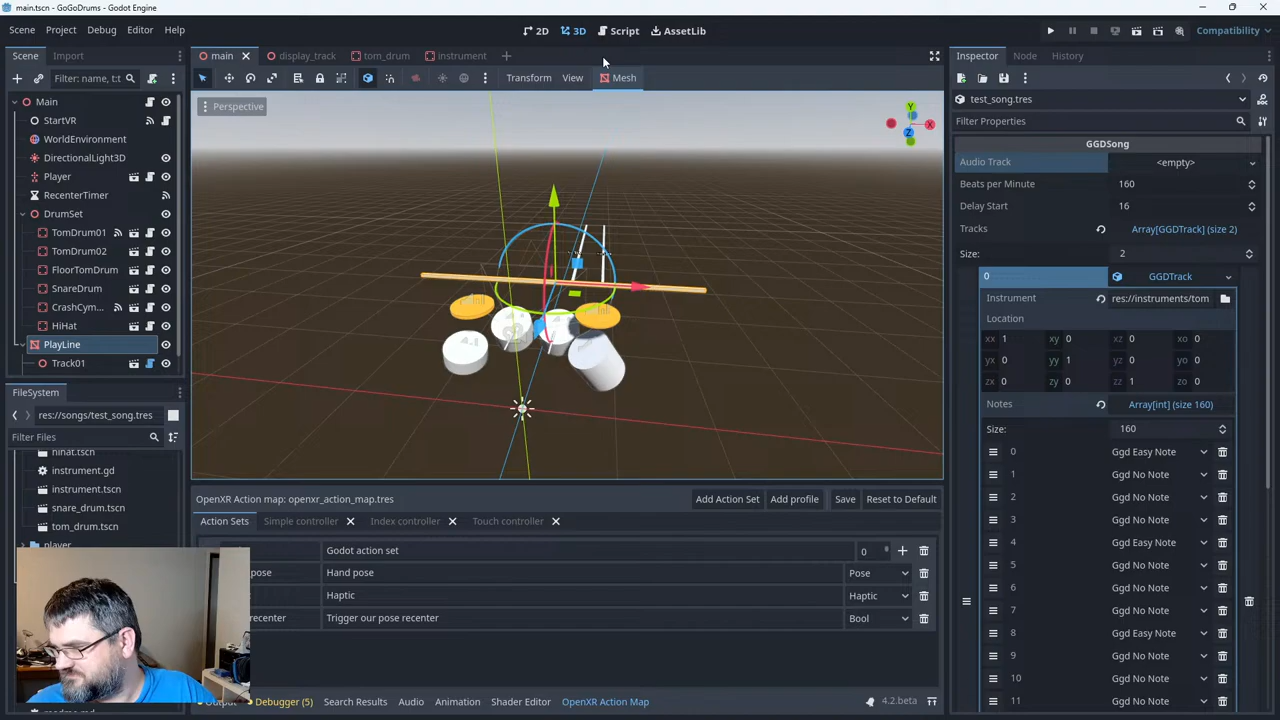 main.tscn - GoGoDrums - Godot Engine
Scene Project Debug Editor Help
2D 3D Script AssetLib
Compatibility
Scene Import
main display_track tom_drum instrument
Inspector Node History
Filter: name, t:
Transform View Mesh
Main
StartVR
WorldEnvironment
DirectionalLight3D
Player
RecenterTimer
DrumSet
TomDrum01
TomDrum02
FloorTomDrum
SnareDrum
CrashCym...
HiHat
PlayLine
Track01
Perspective
Y
X
Z
FileSystem
res://songs/test_song.tres
Filter Files
hihat.tscn
instrument.gd
instrument.tscn
snare_drum.tscn
tom_drum.tscn
player
readme.md
OpenXR Action map: openxr_action_map.tres
Add Action Set Add profile Save Reset to Default
Action Sets Simple controller Index controller Touch controller
Godot action set 0
pose Hand pose Pose
Haptic Haptic
recenter Trigger our pose recenter Bool
Output Debugger (5) Search Results Audio Animation Shader Editor OpenXR Action Map
4.2.beta
test_song.tres
Filter Properties
GGDSong
Audio Track <empty>
Beats per Minute 160
Delay Start 16
Tracks Array[GGDTrack] (size 2)
Size: 2
0 GGDTrack
Instrument res://instruments/tom
Location
xx 1 xy 0 xz 0 xo 0
yx 0 yy 1 yz 0 yo 0
zx 0 zy 0 zz 1 zo 0
Notes Array[int] (size 160)
Size: 160
0 Ggd Easy Note
1 Ggd No Note
2 Ggd No Note
3 Ggd No Note
4 Ggd Easy Note
5 Ggd No Note
6 Ggd No Note
7 Ggd No Note
8 Ggd Easy Note
9 Ggd No Note
10 Ggd No Note
11 Ggd No Note